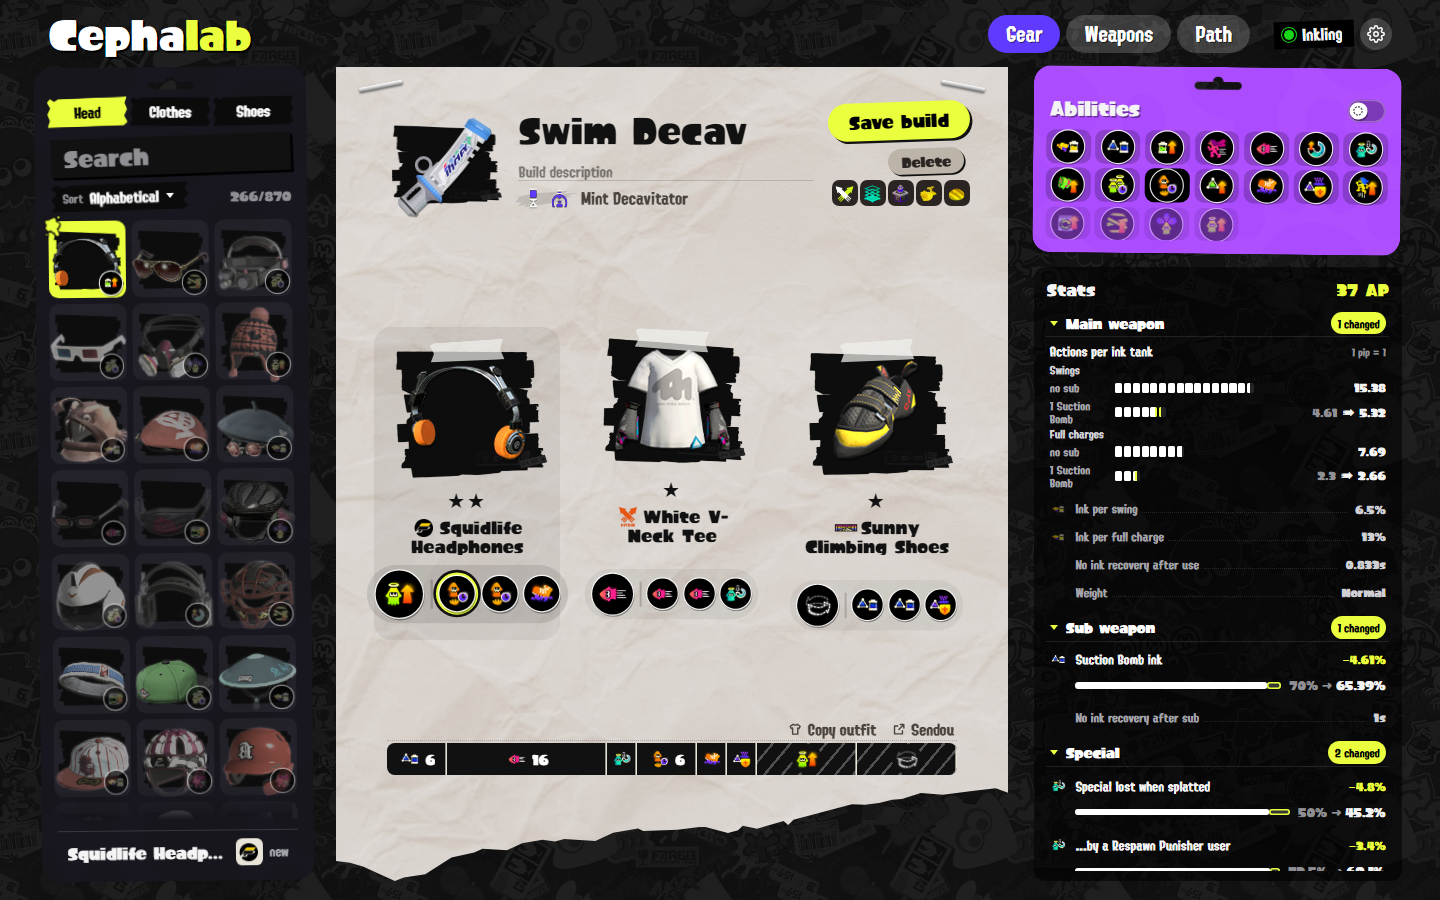 Cephalab
Gear
Weapons
Path
Inkling
Head
Clothes
Shoes
Search
Sort Alphabetical
266/870
Squidlife Headp...
new
Swim Decav
Build description
Mint Decavitator
Save build
Delete
Squidlife
Headphones
White V-
Neck Tee
Sunny
Climbing Shoes
Copy outfit
Sendou
6
16
6
Abilities
Stats
37 AP
Main weapon
1 changed
Actions per ink tank
1 pip = 1
Swings
no sub
15.38
1 Suction
Bomb
4.61 ➡ 5.32
Full charges
no sub
7.69
1 Suction
Bomb
2.3 ➡ 2.66
Ink per swing
6.5%
Ink per full charge
13%
No ink recovery after use
0.833s
Weight
Normal
Sub weapon
1 changed
Suction Bomb ink
-4.61%
70% → 65.39%
No ink recovery after sub
1s
Special
2 changed
Special lost when splatted
-4.8%
50% → 45.2%
...by a Respawn Punisher user
-3.4%